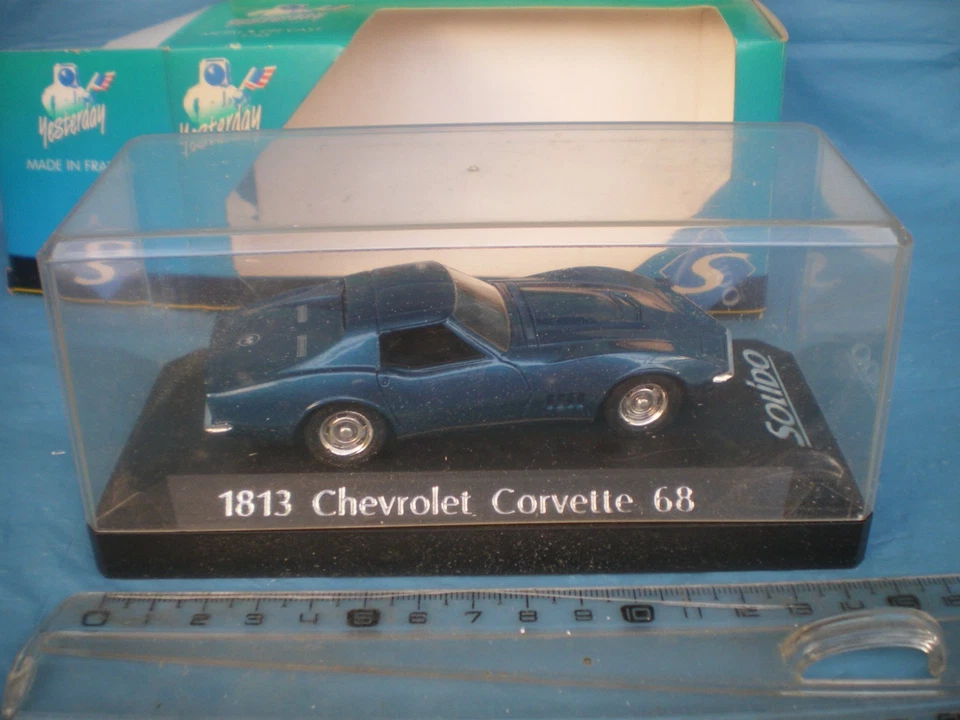 Yesterday
MADE IN FRA
Yesterday
S
S
Solido
1813 Chevrolet Corvette 68
0 1 2 3 4 5 6 7 8 9 10 11 12 13 14 15 16